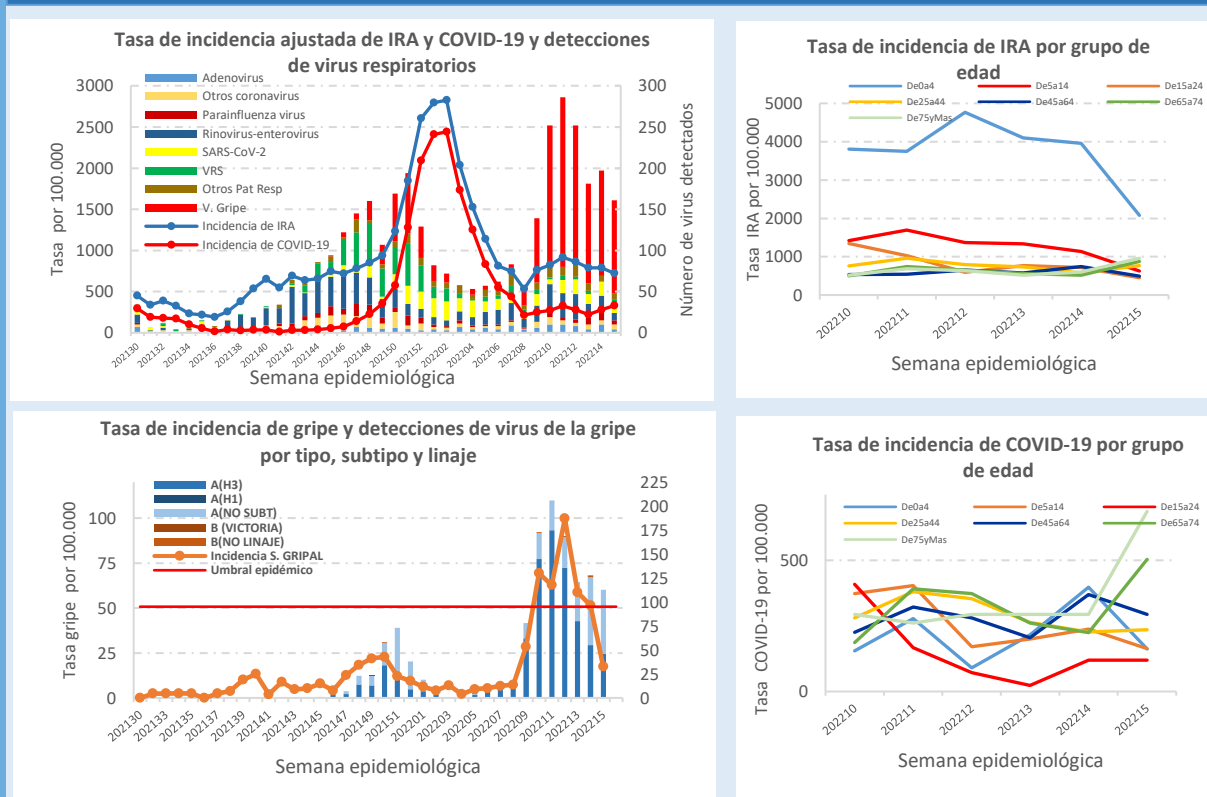 Tasa de incidencia ajustada de IRA y COVID-19 y detecciones
de virus respiratorios
Adenovirus
Otros coronavirus
Parainfluenza virus
Rinovirus-enterovirus
SARS-CoV-2
VRS
Otros Pat Resp
V. Gripe
Incidencia de IRA
Incidencia de COVID-19
Tasa por 100.000
3000
2500
2000
1500
1000
500
0
Número de virus detectados
300
250
200
150
100
50
0
202130 202132 202134 202136 202138 202140 202142 202144 202146 202148 202150 202152 202202 202204 202206 202208 202210 202212 202214
Semana epidemiológica
Tasa de incidencia de IRA por grupo de
edad
De0a4 De5a14 De15a24
De25a44 De45a64 De65a74
De75yMas
Tasa IRA por 100.000
5000
4000
3000
2000
1000
0
202210 202211 202212 202213 202214 202215
Semana epidemiológica
Tasa de incidencia de gripe y detecciones de virus de la gripe
por tipo, subtipo y linaje
A(H3)
A(H1)
A(NO SUBT)
B (VICTORIA)
B(NO LINAJE)
Incidencia S. GRIPAL
Umbral epidémico
Tasa gripe por 100.000
100
75
50
25
0
225
200
175
150
125
100
75
50
25
0
202130 202133 202135 202137 202139 202141 202143 202145 202147 202149 202151 202201 202203 202205 202207 202209 202211 202213 202215
Semana epidemiológica
Tasa de incidencia de COVID-19 por grupo
de edad
De0a4 De5a14 De15a24
De25a44 De45a64 De65a74
De75yMas
Tasa COVID-19 por 100.000
500
0
202210 202211 202212 202213 202214 202215
Semana epidemiológica